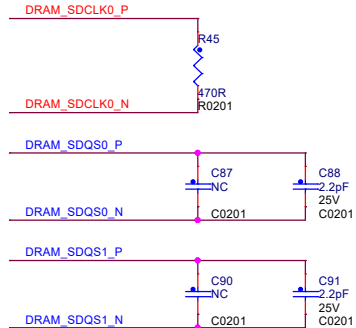 DRAM_SDCLK0_P
R45
470R
R0201
DRAM_SDCLK0_N
DRAM_SDQS0_P
C87
NC
C0201
C88
2.2pF
25V
C0201
DRAM_SDQS0_N
DRAM_SDQS1_P
C90
NC
C0201
C91
2.2pF
25V
C0201
DRAM_SDQS1_N